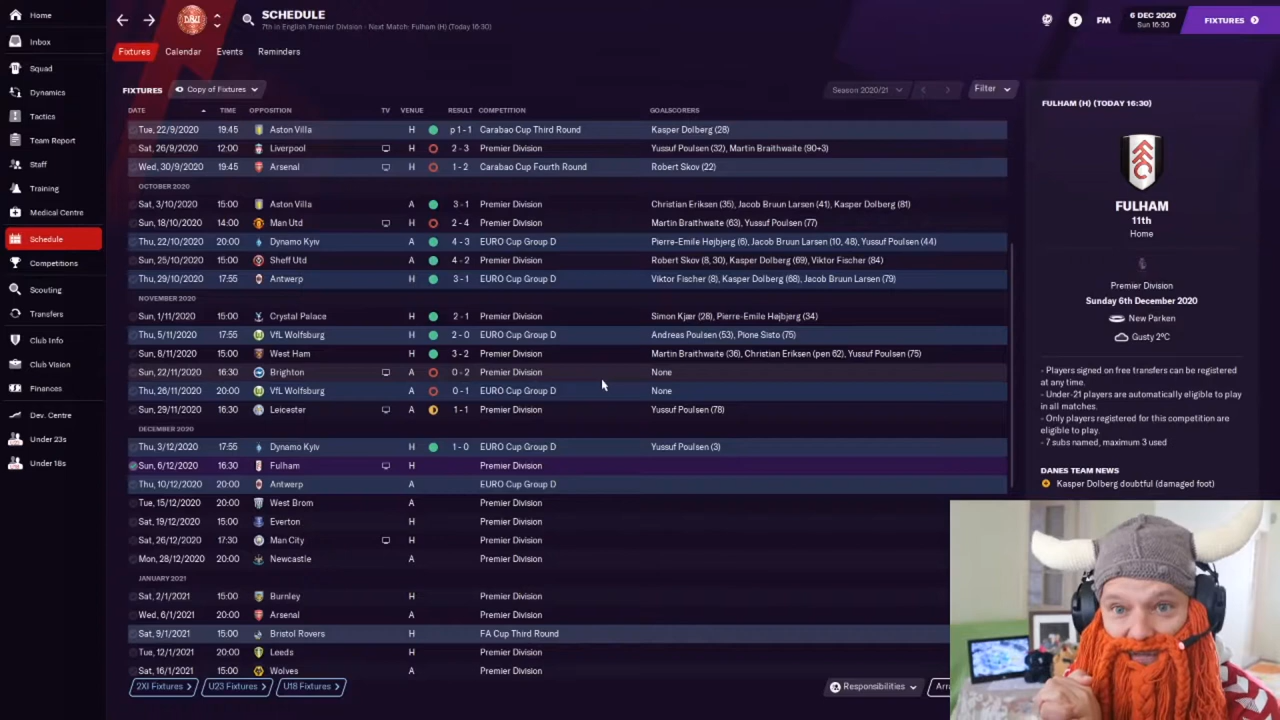 Home
SCHEDULE
7th in English Premier Division - Next Match: Fulham (H) (Today 16:30)
FM
6 DEC 2020
Sun 16:30
FIXTURES
Inbox
Squad
Dynamics
Tactics
Team Report
Staff
Training
Medical Centre
Schedule
Competitions
Scouting
Transfers
Club Info
Club Vision
Finances
Dev. Centre
Under 23s
Under 18s
Fixtures Calendar Events Reminders
FIXTURES Copy of Fixtures Season 2020/21 Filter
DATE TIME OPPOSITION TV VENUE RESULT COMPETITION GOALSCORERS
Tue, 22/9/2020 19:45 Aston Villa H p 1 - 1 Carabao Cup Third Round Kasper Dolberg (28)
Sat, 26/9/2020 12:00 Liverpool H 2 - 3 Premier Division Yussuf Poulsen (32), Martin Braithwaite (90+3)
Wed, 30/9/2020 19:45 Arsenal H 1 - 2 Carabao Cup Fourth Round Robert Skov (22)
OCTOBER 2020
Sat, 3/10/2020 15:00 Aston Villa A 3 - 1 Premier Division Christian Eriksen (35), Jacob Bruun Larsen (41), Kasper Dolberg (81)
Sun, 18/10/2020 14:00 Man Utd H 2 - 4 Premier Division Martin Braithwaite (63), Yussuf Poulsen (77)
Thu, 22/10/2020 20:00 Dynamo Kyiv A 4 - 3 EURO Cup Group D Pierre-Emile Højbjerg (6), Jacob Bruun Larsen (10, 48), Yussuf Poulsen (44)
Sun, 25/10/2020 15:00 Sheff Utd A 4 - 2 Premier Division Robert Skov (8, 30), Kasper Dolberg (69), Viktor Fischer (84)
Thu, 29/10/2020 17:55 Antwerp H 3 - 1 EURO Cup Group D Viktor Fischer (8), Kasper Dolberg (68), Jacob Bruun Larsen (79)
NOVEMBER 2020
Sun, 1/11/2020 15:00 Crystal Palace H 2 - 1 Premier Division Simon Kjær (28), Pierre-Emile Højbjerg (34)
Thu, 5/11/2020 17:55 VfL Wolfsburg H 2 - 0 EURO Cup Group D Andreas Poulsen (53), Pione Sisto (75)
Sun, 8/11/2020 15:00 West Ham H 3 - 2 Premier Division Martin Braithwaite (36), Christian Eriksen (pen 62), Yussuf Poulsen (75)
Sun, 22/11/2020 16:30 Brighton A 0 - 2 Premier Division None
Thu, 26/11/2020 20:00 VfL Wolfsburg A 0 - 1 EURO Cup Group D None
Sun, 29/11/2020 16:30 Leicester A 1 - 1 Premier Division Yussuf Poulsen (78)
DECEMBER 2020
Thu, 3/12/2020 17:55 Dynamo Kyiv H 1 - 0 EURO Cup Group D Yussuf Poulsen (3)
Sun, 6/12/2020 16:30 Fulham H Premier Division
Thu, 10/12/2020 20:00 Antwerp A EURO Cup Group D
Tue, 15/12/2020 20:00 West Brom A Premier Division
Sat, 19/12/2020 15:00 Everton H Premier Division
Sat, 26/12/2020 17:30 Man City H Premier Division
Mon, 28/12/2020 20:00 Newcastle A Premier Division
JANUARY 2021
Sat, 2/1/2021 15:00 Burnley H Premier Division
Wed, 6/1/2021 20:00 Arsenal A Premier Division
Sat, 9/1/2021 15:00 Bristol Rovers H FA Cup Third Round
Tue, 12/1/2021 20:00 Leeds H Premier Division
Sat, 16/1/2021 15:00 Wolves A Premier Division
2XI Fixtures U23 Fixtures U18 Fixtures Responsibilities
FULHAM (H) (TODAY 16:30)
FULHAM
11th
Home
Premier Division
Sunday 6th December 2020
New Parken
Gusty 2ºC
- Players signed on free transfers can be registered
at any time.
- Under-21 players are automatically eligible to play
in all matches.
- Only players registered for this competition are
eligible to play.
- 7 subs named, maximum 3 used
DANES TEAM NEWS
Kasper Dolberg doubtful (damaged foot)